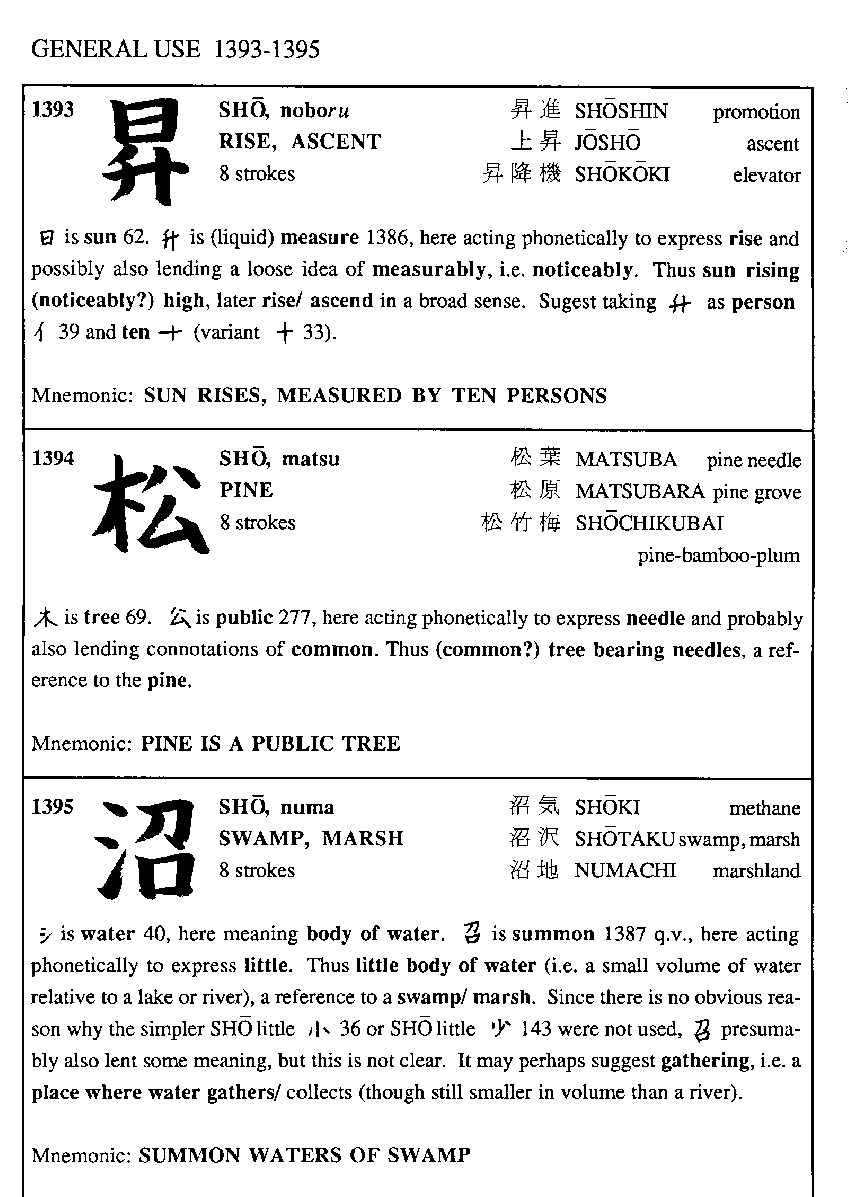 GENERAL USE 1393-1395
1393 昇 SHŌ, noboru 昇進 SHŌSHIN promotion
RISE, ASCENT 上昇 JŌSHŌ ascent
8 strokes 昇降機 SHŌKŌKI elevator
日 is sun 62. 升 is (liquid) measure 1386, here acting phonetically to express rise and
possibly also lending a loose idea of measurably, i.e. noticeably. Thus sun rising
(noticeably?) high, later rise/ ascend in a broad sense. Sugest taking 升 as person
亻 39 and ten 十 (variant 十 33).
Mnemonic: SUN RISES, MEASURED BY TEN PERSONS
1394 松 SHŌ, matsu 松葉 MATSUBA pine needle
PINE 松原 MATSUBARA pine grove
8 strokes 松竹梅 SHŌCHIKUBAI
pine-bamboo-plum
木 is tree 69. 公 is public 277, here acting phonetically to express needle and probably
also lending connotations of common. Thus (common?) tree bearing needles, a ref-
erence to the pine.
Mnemonic: PINE IS A PUBLIC TREE
1395 沼 SHŌ, numa 沼気 SHŌKI methane
SWAMP, MARSH 沼沢 SHŌTAKU swamp, marsh
8 strokes 沼地 NUMACHI marshland
氵 is water 40, here meaning body of water. 召 is summon 1387 q.v., here acting
phonetically to express little. Thus little body of water (i.e. a small volume of water
relative to a lake or river), a reference to a swamp/ marsh. Since there is no obvious rea-
son why the simpler SHŌ little 小 36 or SHŌ little 少 143 were not used, 召 presuma-
bly also lent some meaning, but this is not clear. It may perhaps suggest gathering, i.e. a
place where water gathers/ collects (though still smaller in volume than a river).
Mnemonic: SUMMON WATERS OF SWAMP